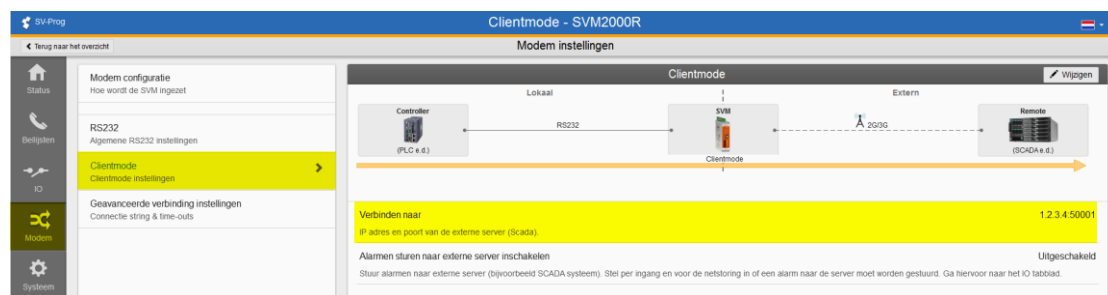 SV-Prog
Clientmode - SVM2000R
Terug naar het overzicht
Modem instellingen
Status
Bellijsten
IO
Modem
Systeem
Modem configuratie
Hoe wordt de SVM ingezet
RS232
Algemene RS232 instellingen
Clientmode
Clientmode instellingen
Geavanceerde verbinding instellingen
Connectie string & time-outs
Clientmode
Wijzigen
Lokaal
Extern
Controller
(PLC e.d.)
RS232
SVM
2G/3G
Remote
(SCADA e.d.)
Clientmode
Verbinden naar
1.2.3.4:50001
IP adres en poort van de externe server (Scada).
Alarmen sturen naar externe server inschakelen
Uitgeschakeld
Stuur alarmen naar externe server (bijvoorbeeld SCADA systeem). Stel per ingang en voor de netstoring in of een alarm naar de server moet worden gestuurd. Ga hiervoor naar het IO tabblad.